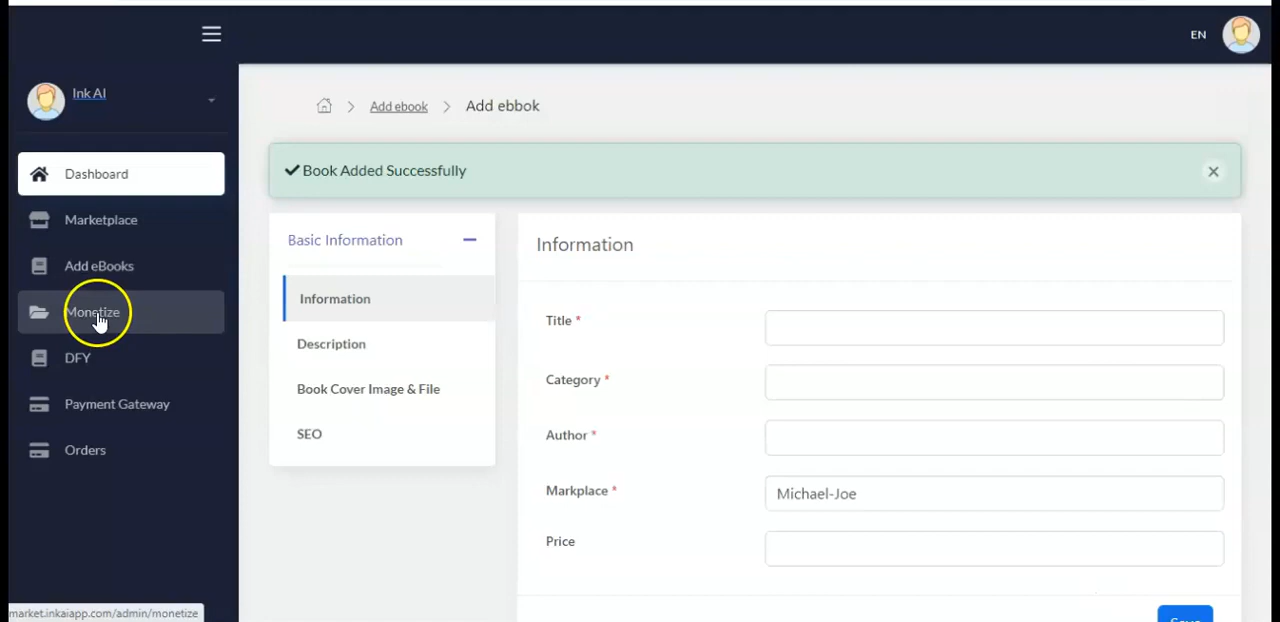 EN
Ink AI
Add ebook
Add ebbok
Dashboard
Book Added Successfully
Marketplace
Basic Information
Information
Add eBooks
Information
Monetize
Title *
Description
DFY
Category *
Book Cover Image & File
Payment Gateway
Author *
SEO
Orders
Markplace *
Michael-Joe
Price
market.inkaiapp.com/admin/monetize
Save